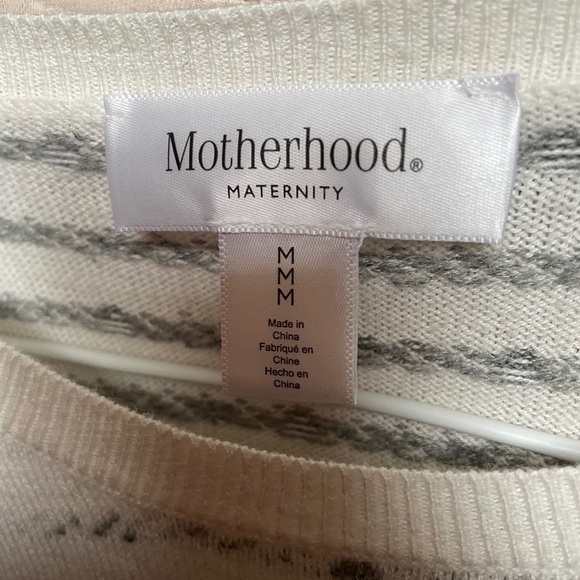 Motherhood®
MATERNITY
M
M
M
Made in
China
Fabriqué en
Chine
Hecho en
China